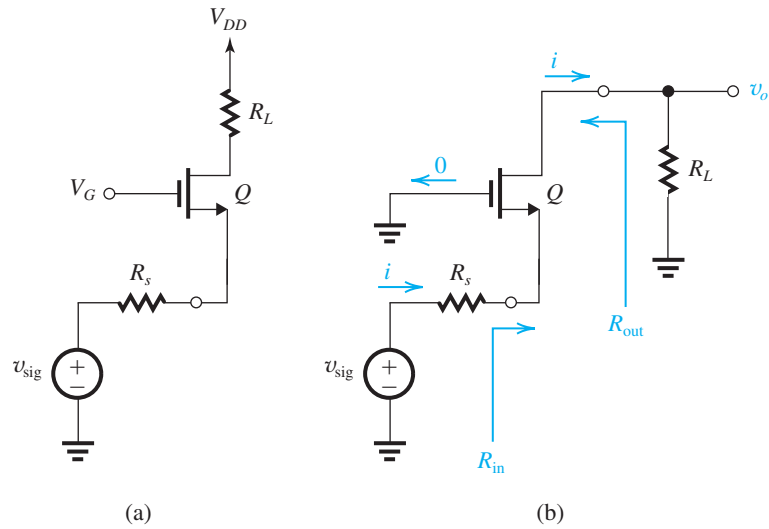 V_DD
R_L
V_G
Q
R_s
v_sig
+
−
(a)
i
v_o
0
Q
R_L
i
R_s
R_out
v_sig
+
−
R_in
(b)